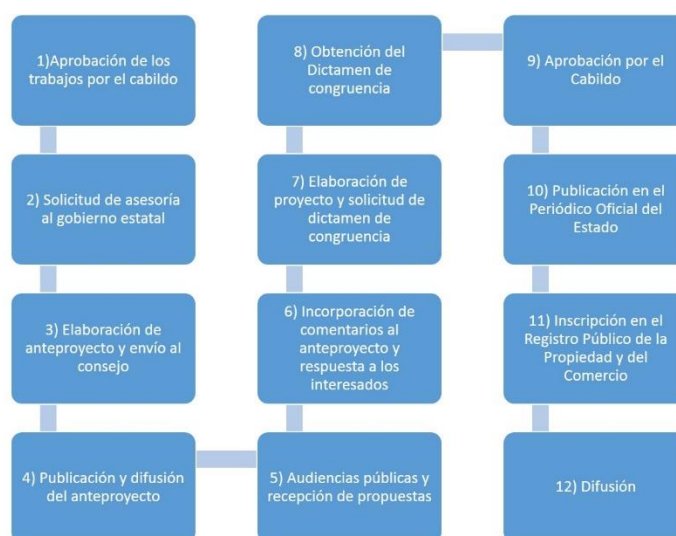 1)Aprobación de los
trabajos por el cabildo
2) Solicitud de asesoría
al gobierno estatal
3) Elaboración de
anteproyecto y envío al
consejo
4) Publicación y difusión
del anteproyecto
5) Audiencias públicas y
recepción de propuestas
6) Incorporación de
comentarios al
anteproyecto y
respuesta a los
interesados
7) Elaboración de
proyecto y solicitud de
dictamen de
congruencia
8) Obtención del
Dictamen de
congruencia
9) Aprobación por el
Cabildo
10) Publicación en el
Periódico Oficial del
Estado
11) Inscripción en el
Registro Público de la
Propiedad y del
Comercio
12) Difusión